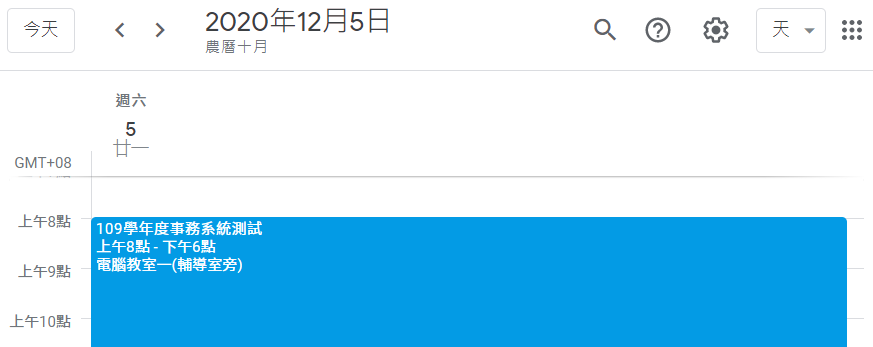 今天
2020年12月5日
農曆十月
天
週六
5
廿一
GMT+08
上午8點
109學年度事務系統測試
上午8點 - 下午6點
電腦教室一(輔導室旁)
上午9點
上午10點